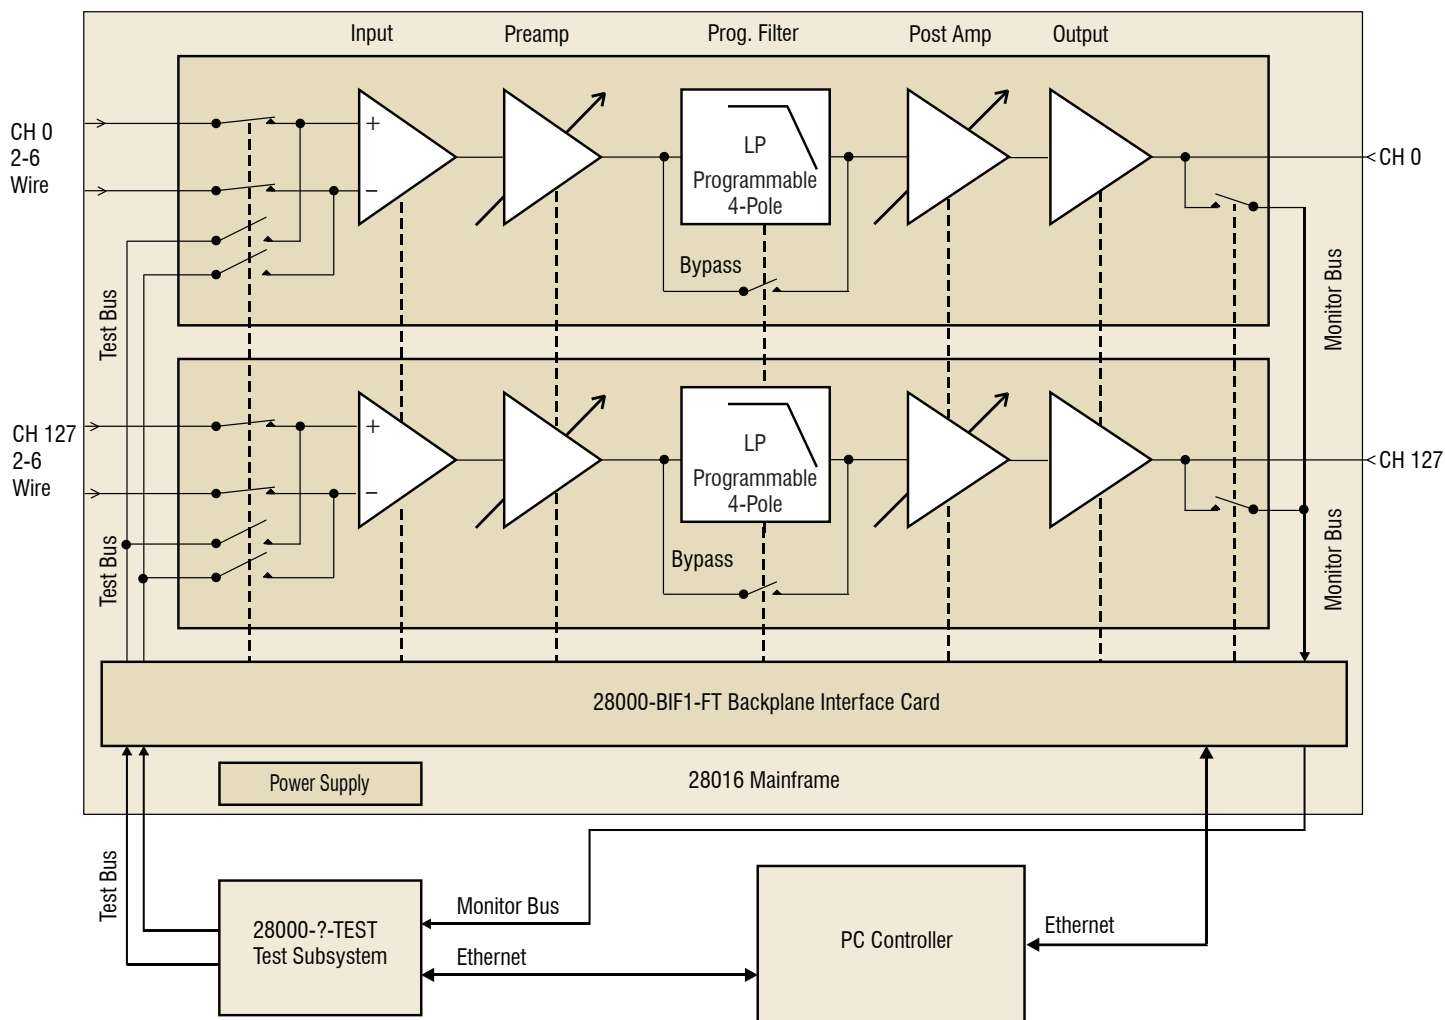 Input
Preamp
Prog. Filter
Post Amp
Output
CH 0
2-6
Wire
+
−
LP
Programmable
4-Pole
Bypass
CH 0
Test Bus
Monitor Bus
CH 127
2-6
Wire
+
−
LP
Programmable
4-Pole
Bypass
CH 127
Test Bus
Monitor Bus
28000-BIF1-FT Backplane Interface Card
Power Supply
28016 Mainframe
Test Bus
28000-?-TEST
Test Subsystem
Monitor Bus
Ethernet
PC Controller
Ethernet